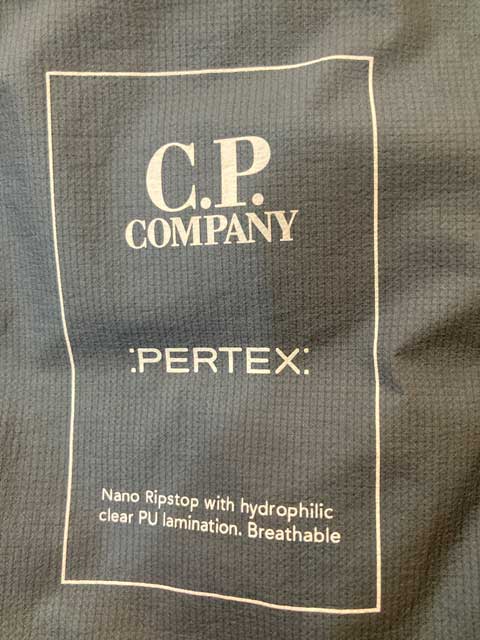 C.P.
COMPANY
:PERTEX:
Nano Ripstop with hydrophilic
clear PU lamination. Breathable